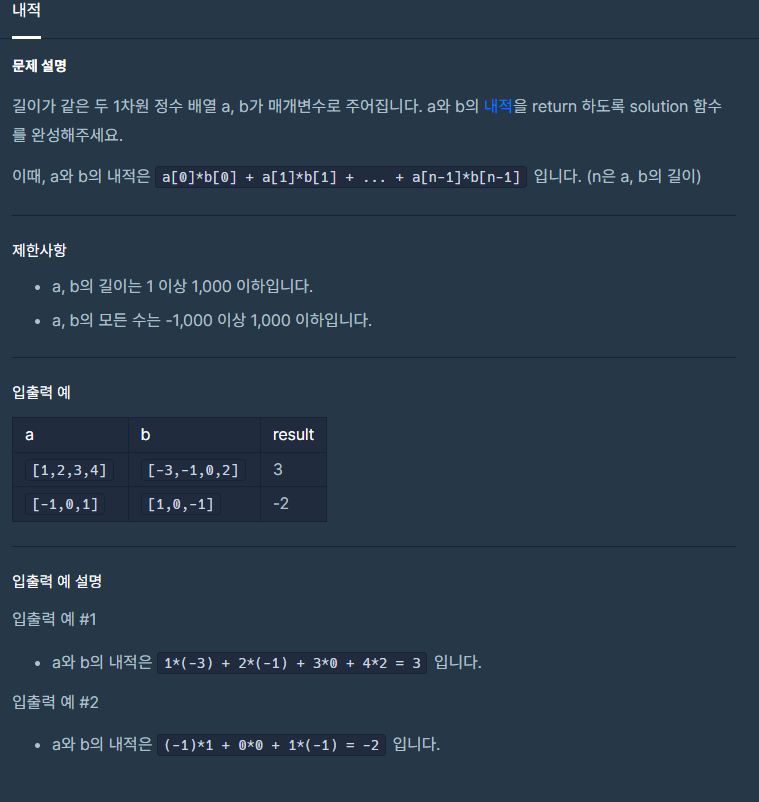 내적
문제 설명
길이가 같은 두 1차원 정수 배열 a, b가 매개변수로 주어집니다. a와 b의 내적을 return 하도록 solution 함수
를 완성해주세요.
이때, a와 b의 내적은 a[0]*b[0] + a[1]*b[1] + ... + a[n-1]*b[n-1] 입니다. (n은 a, b의 길이)
제한사항
• a, b의 길이는 1 이상 1,000 이하입니다.
• a, b의 모든 수는 -1,000 이상 1,000 이하입니다.
입출력 예
a b result
[1,2,3,4] [-3,-1,0,2] 3
[-1,0,1] [1,0,-1] -2
입출력 예 설명
입출력 예 #1
• a와 b의 내적은 1*(-3) + 2*(-1) + 3*0 + 4*2 = 3 입니다.
입출력 예 #2
• a와 b의 내적은 (-1)*1 + 0*0 + 1*(-1) = -2 입니다.